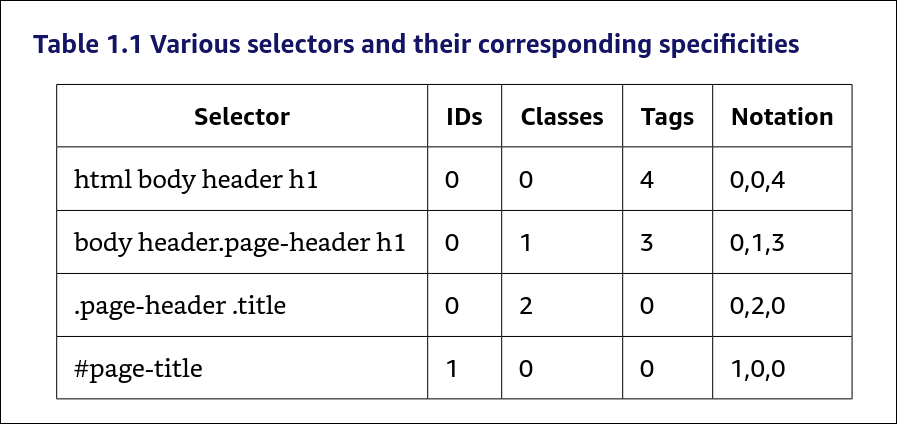 Table 1.1 Various selectors and their corresponding specificities
Selector IDs Classes Tags Notation
html body header h1 0 0 4 0,0,4
body header.page-header h1 0 1 3 0,1,3
.page-header .title 0 2 0 0,2,0
#page-title 1 0 0 1,0,0